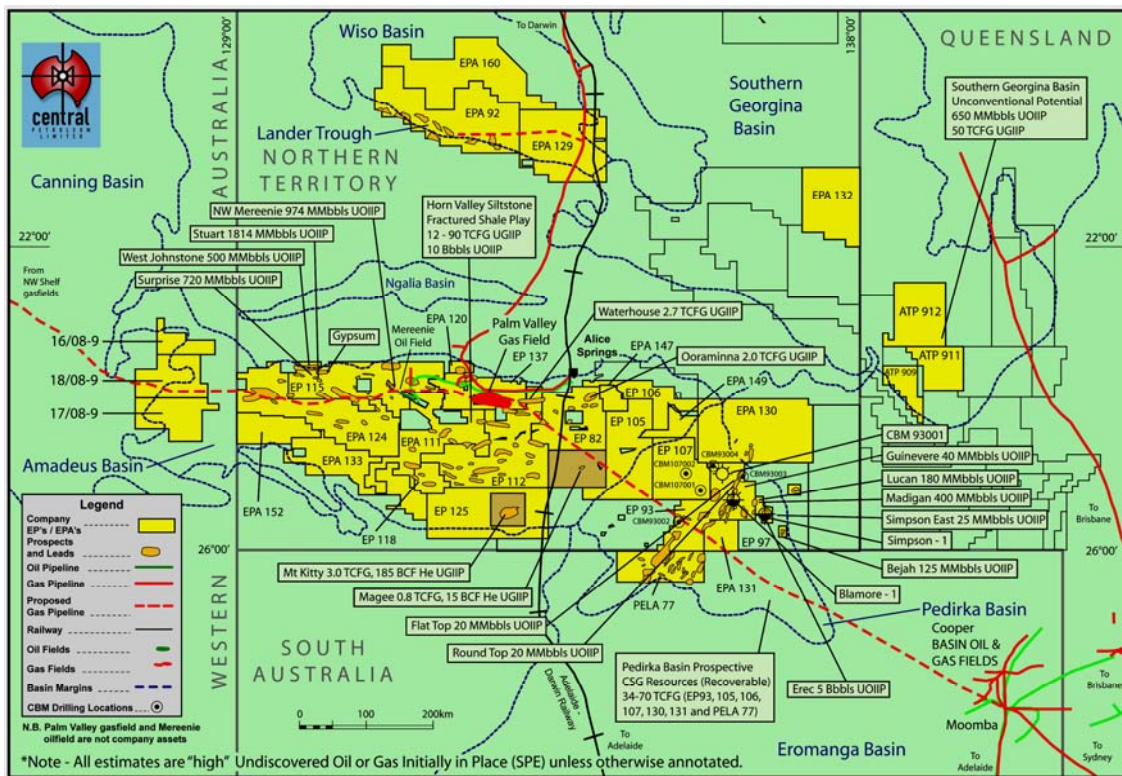 central
PETROLEUM
LIMITED
Wiso Basin
To Darwin
129°00'
138°00'
QUEENSLAND
AUSTRALIA
EPA 160
EPA 92
EPA 129
Southern
Georgina
Basin
Southern Georgina Basin
Unconventional Potential
650 MMbbls UOIIP
50 TCFG UGIIP
Lander Trough
NORTHERN
TERRITORY
Canning Basin
EPA 132
NW Mereenie 974 MMbbls UOIIP
Stuart 1814 MMbbls UOIIP
West Johnstone 500 MMbbls UOIIP
Surprise 720 MMbbls UOIIP
Horn Valley Siltstone
Fractured Shale Play
12 - 90 TCFG UGIIP
10 Bbbls UOIIP
22°00'
22°00'
From
NW Shelf
gasfields
Ngalia Basin
Waterhouse 2.7 TCFG UGIIP
ATP 912
ATP 911
ATP 909
16/08-9
18/08-9
17/08-9
Gypsum
EPA 120
Mereenie
Oil Field
Palm Valley
Gas Field
EP 137
Alice
Springs
EPA 147
Ooraminna 2.0 TCFG UGIIP
EPA 149
EP 115
EP 106
EP 105
EPA 130
EPA 124
EPA 111
EP 82
EP 107
EPA 133
EP 112
CBM93004
CBM93003
CBM107002
CBM107001
CBM 93001
Guinevere 40 MMbbls UOIIP
Lucan 180 MMbbls UOIIP
Madigan 400 MMbbls UOIIP
Simpson East 25 MMbbls UOIIP
Simpson - 1
Bejah 125 MMbbls UOIIP
Amadeus Basin
EPA 152
EP 125
EP 118
EP 93
CBM93002
EP 97
EPA 131
PELA 77
To
Brisbane
26°00'
26°00'
Legend
Company
EP's / EPA's
Prospects
and Leads
Oil Pipeline
Gas Pipeline
Proposed
Gas Pipeline
Railway
Oil Fields
Gas Fields
Basin Margins
CBM Drilling Locations
N.B. Palm Valley gasfield and Mereenie
oilfield are not company assets
WESTERN
SOUTH
AUSTRALIA
Mt Kitty 3.0 TCFG, 185 BCF He UGIIP
Magee 0.8 TCFG, 15 BCF He UGIIP
Flat Top 20 MMbbls UOIIP
Round Top 20 MMbbls UOIIP
Blamore - 1
Pedirka Basin
Cooper
BASIN OIL &
GAS FIELDS
Pedirka Basin Prospective
CSG Resources (Recoverable)
34-70 TCFG (EP93, 105, 106,
107, 130, 131 and PELA 77)
Erec 5 Bbbls UOIIP
Adelaide -
Darwin Railway
0 100 200km
To
Adelaide
Eromanga Basin
Moomba
To
Adelaide
To
Brisbane
To
Sydney
*Note - All estimates are "high" Undiscovered Oil or Gas Initially in Place (SPE) unless otherwise annotated.